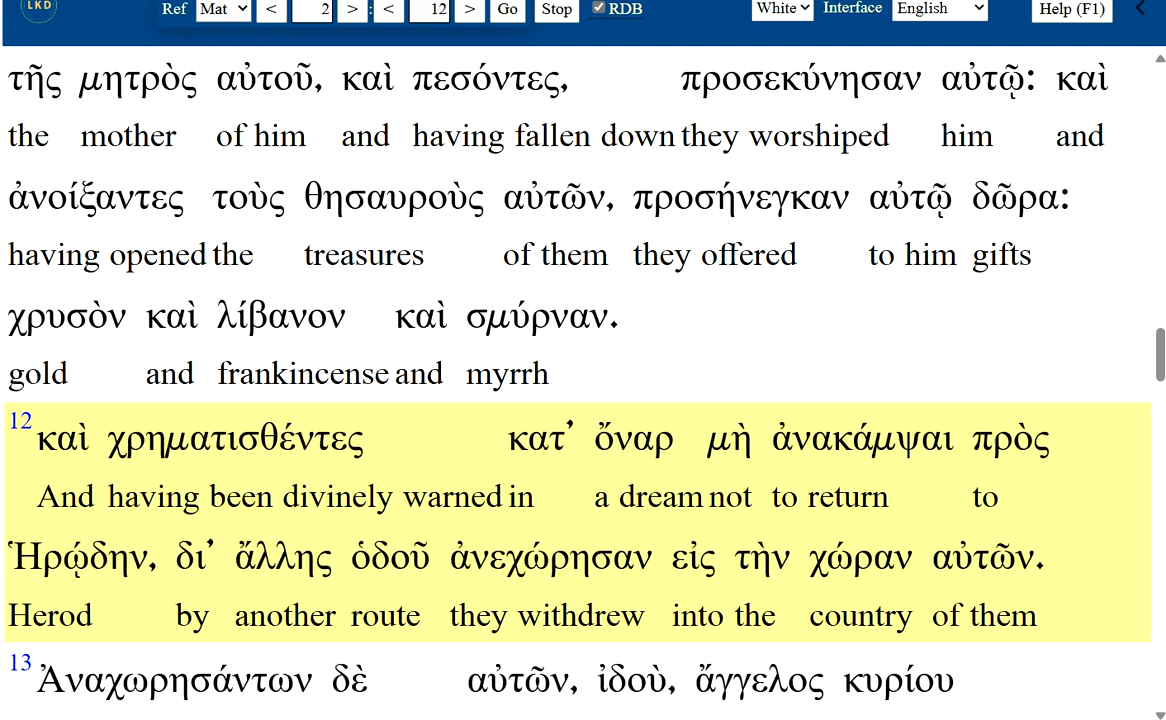 LKD Ref Mat < 2 > : < 12 > Go Stop RDB White Interface English Help (F1) <
τῆς μητρὸς αὐτοῦ, καὶ πεσόντες, προσεκύνησαν αὐτῷ: καὶ
the mother of him and having fallen down they worshiped him and
ἀνοίξαντες τοὺς θησαυροὺς αὐτῶν, προσήνεγκαν αὐτῷ δῶρα:
having opened the treasures of them they offered to him gifts
χρυσὸν καὶ λίβανον καὶ σμύρναν.
gold and frankincense and myrrh
12 καὶ χρηματισθέντες κατ’ ὄναρ μὴ ἀνακάμψαι πρὸς
And having been divinely warned in a dream not to return to
Ἡρῴδην, δι’ ἄλλης ὁδοῦ ἀνεχώρησαν εἰς τὴν χώραν αὐτῶν.
Herod by another route they withdrew into the country of them
13 Ἀναχωρησάντων δὲ αὐτῶν, ἰδοὺ, ἄγγελος κυρίου